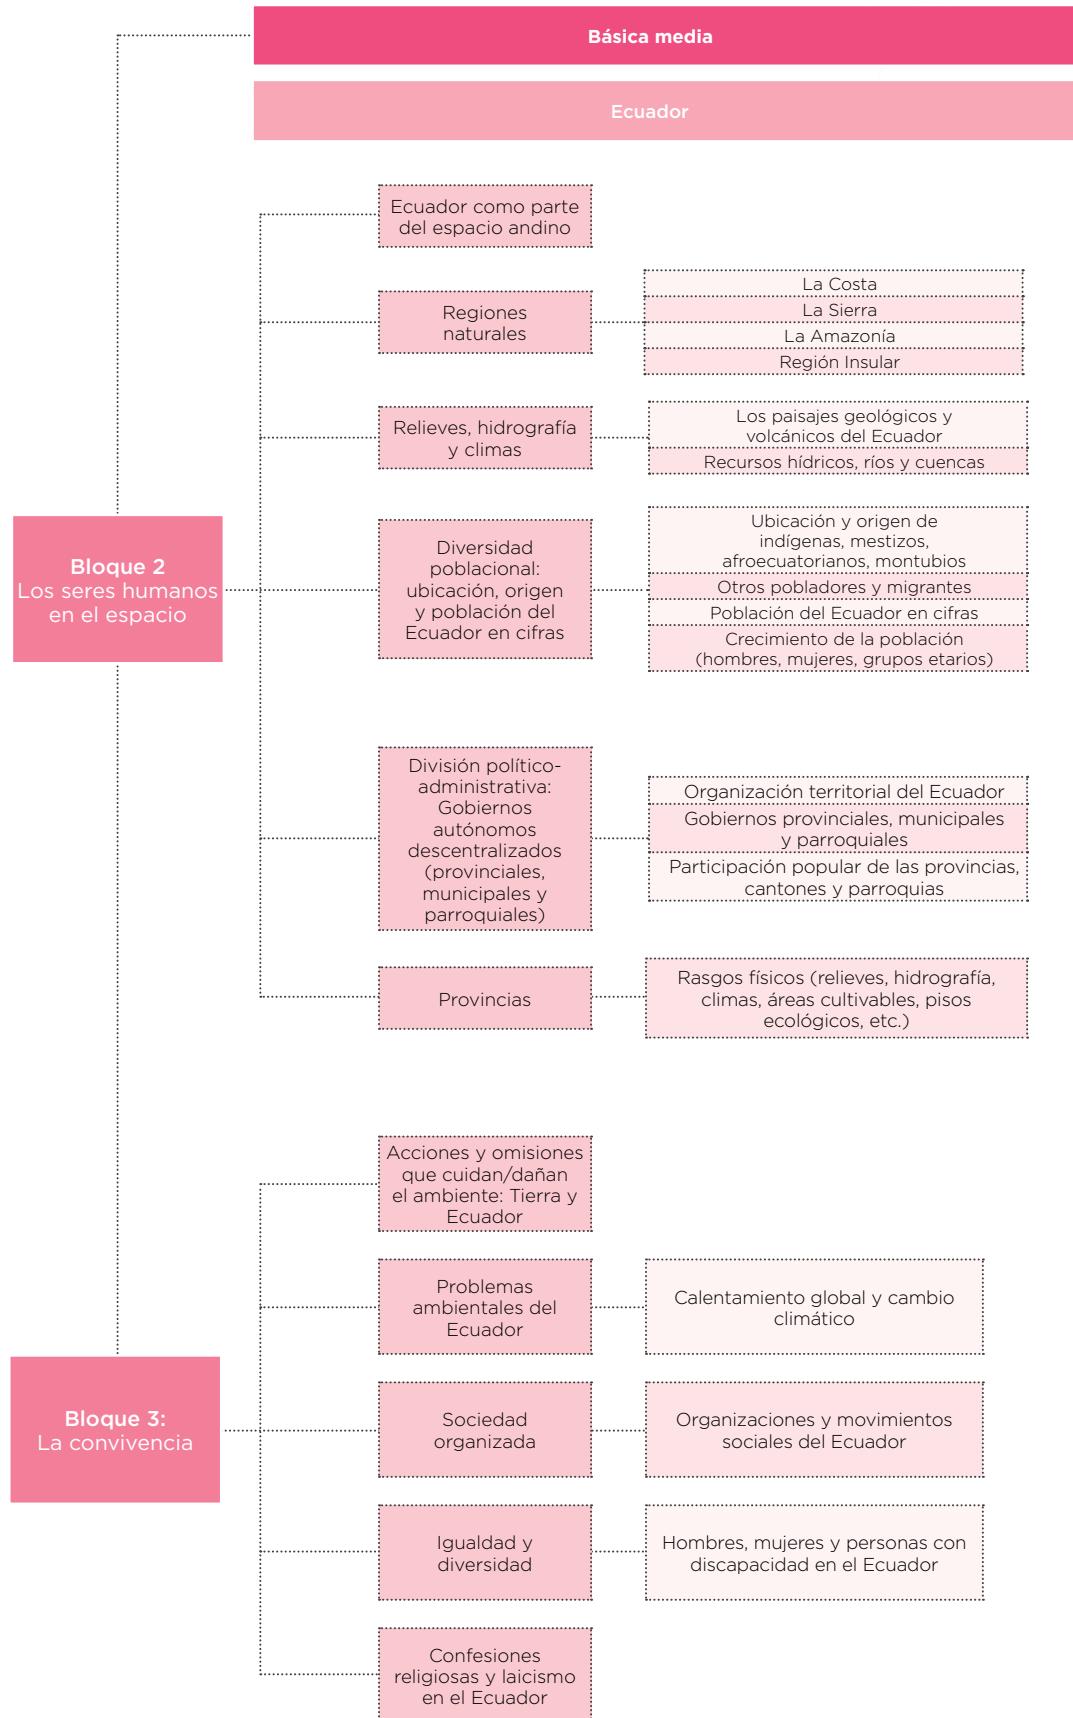 Básica media
Ecuador
Bloque 2
Los seres humanos
en el espacio
Ecuador como parte
del espacio andino
Regiones
naturales
La Costa
La Sierra
La Amazonía
Región Insular
Relieves, hidrografía
y climas
Los paisajes geológicos y
volcánicos del Ecuador
Recursos hídricos, ríos y cuencas
Diversidad
poblacional:
ubicación, origen
y población del
Ecuador en cifras
Ubicación y origen de
indígenas, mestizos,
afroecuatorianos, montubios
Otros pobladores y migrantes
Población del Ecuador en cifras
Crecimiento de la población
(hombres, mujeres, grupos etarios)
División político-
administrativa:
Gobiernos
autónomos
descentralizados
(provinciales,
municipales y
parroquiales)
Organización territorial del Ecuador
Gobiernos provinciales, municipales
y parroquiales
Participación popular de las provincias,
cantones y parroquias
Provincias
Rasgos físicos (relieves, hidrografía,
climas, áreas cultivables, pisos
ecológicos, etc.)
Bloque 3:
La convivencia
Acciones y omisiones
que cuidan/dañan
el ambiente: Tierra y
Ecuador
Problemas
ambientales del
Ecuador
Calentamiento global y cambio
climático
Sociedad
organizada
Organizaciones y movimientos
sociales del Ecuador
Igualdad y
diversidad
Hombres, mujeres y personas con
discapacidad en el Ecuador
Confesiones
religiosas y laicismo
en el Ecuador